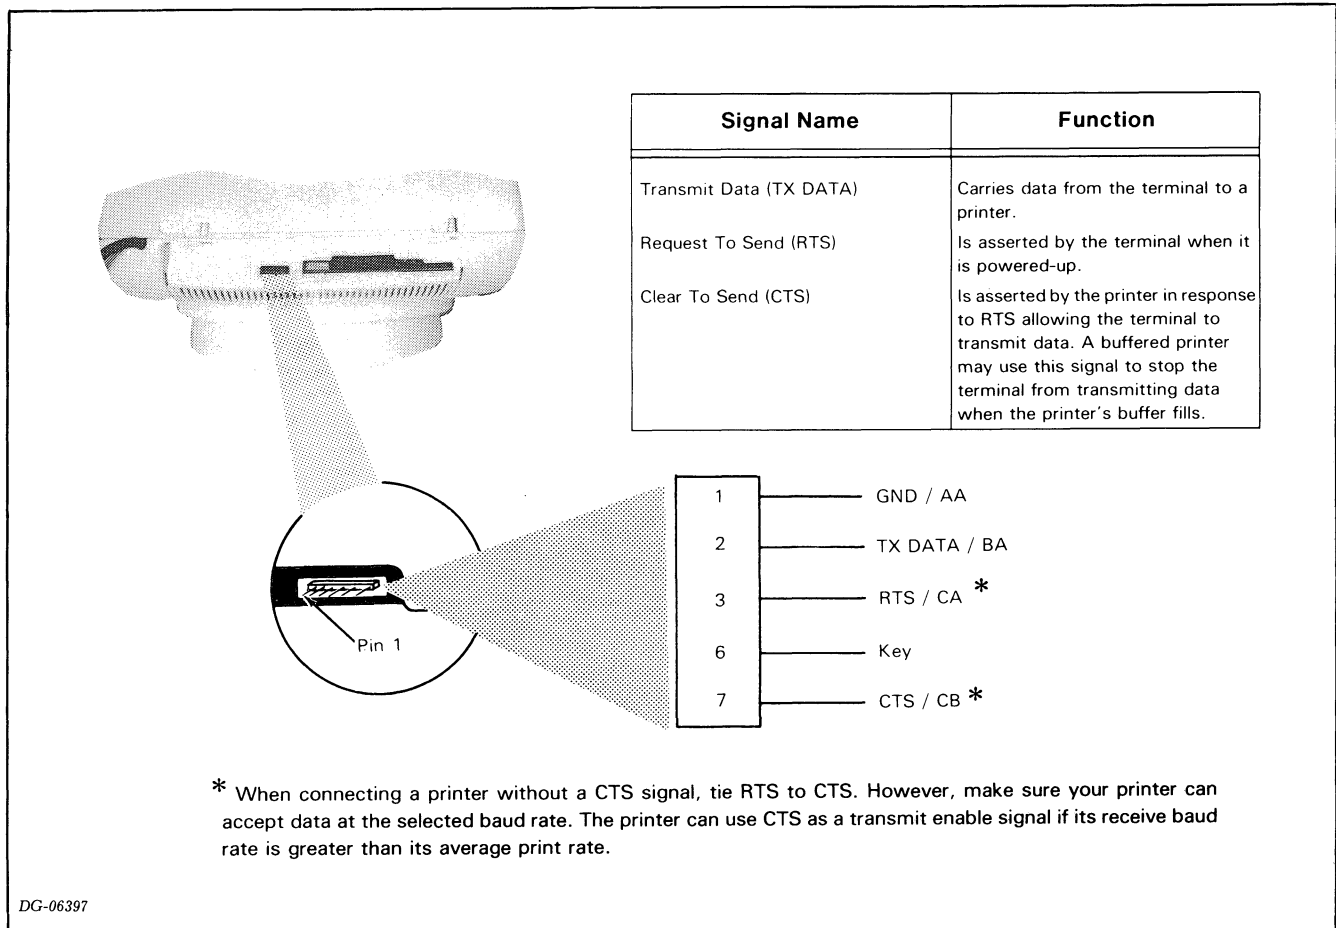 Signal Name Function
Transmit Data (TX DATA) Carries data from the terminal to a
printer.
Request To Send (RTS) Is asserted by the terminal when it
is powered-up.
Clear To Send (CTS) Is asserted by the printer in response
to RTS allowing the terminal to
transmit data. A buffered printer
may use this signal to stop the
terminal from transmitting data
when the printer's buffer fills.
1 GND / AA
2 TX DATA / BA
3 RTS / CA *
6 Key
7 CTS / CB *
Pin 1
* When connecting a printer without a CTS signal, tie RTS to CTS. However, make sure your printer can
accept data at the selected baud rate. The printer can use CTS as a transmit enable signal if its receive baud
rate is greater than its average print rate.
DG-06397